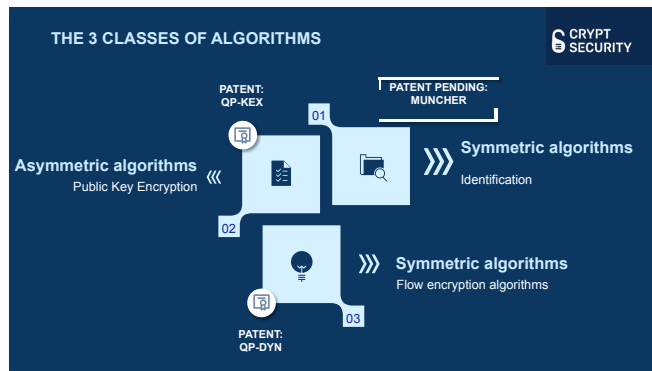 THE 3 CLASSES OF ALGORITHMS
CRYPT
SECURITY
PATENT:
QP-KEX
PATENT PENDING:
MUNCHER
01
Symmetric algorithms
Identification
Asymmetric algorithms
Public Key Encryption
02
Symmetric algorithms
Flow encryption algorithms
03
PATENT:
QP-DYN